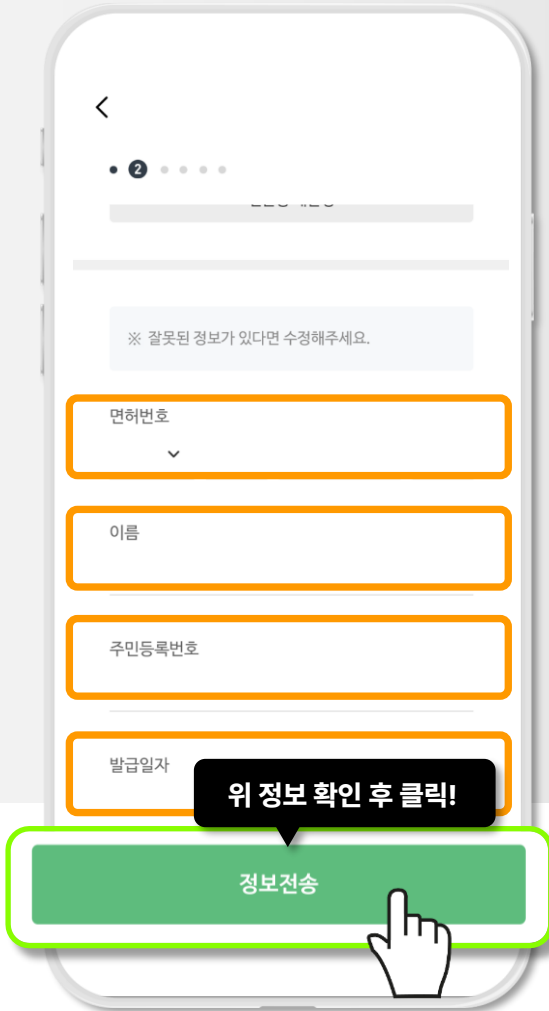 2
※ 잘못된 정보가 있다면 수정해주세요.
면허번호
이름
주민등록번호
발급일자
위 정보 확인 후 클릭!
정보전송